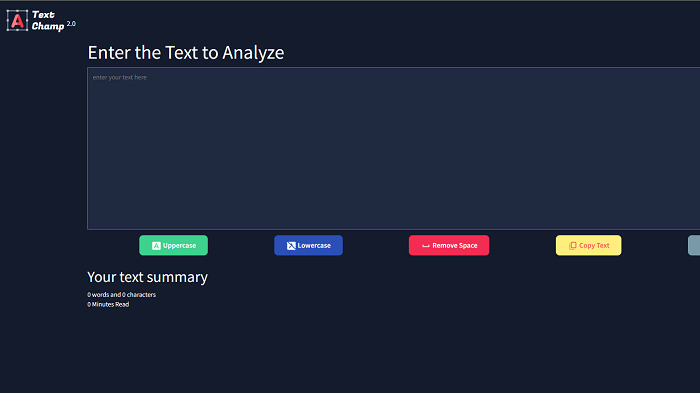 A Text
Champ 2.0
Enter the Text to Analyze
enter your text here
A Uppercase
Lowercase
Remove Space
Copy Text
Your text summary
0 words and 0 characters
0 Minutes Read